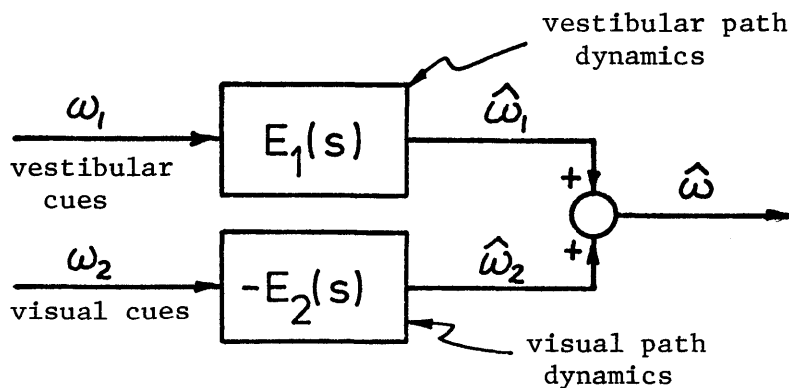 vestibular path
dynamics
ω₁
E₁(s)
ω̂₁
vestibular
cues
+
ω̂
ω₂
-E₂(s)
ω̂₂
+
visual cues
visual path
dynamics